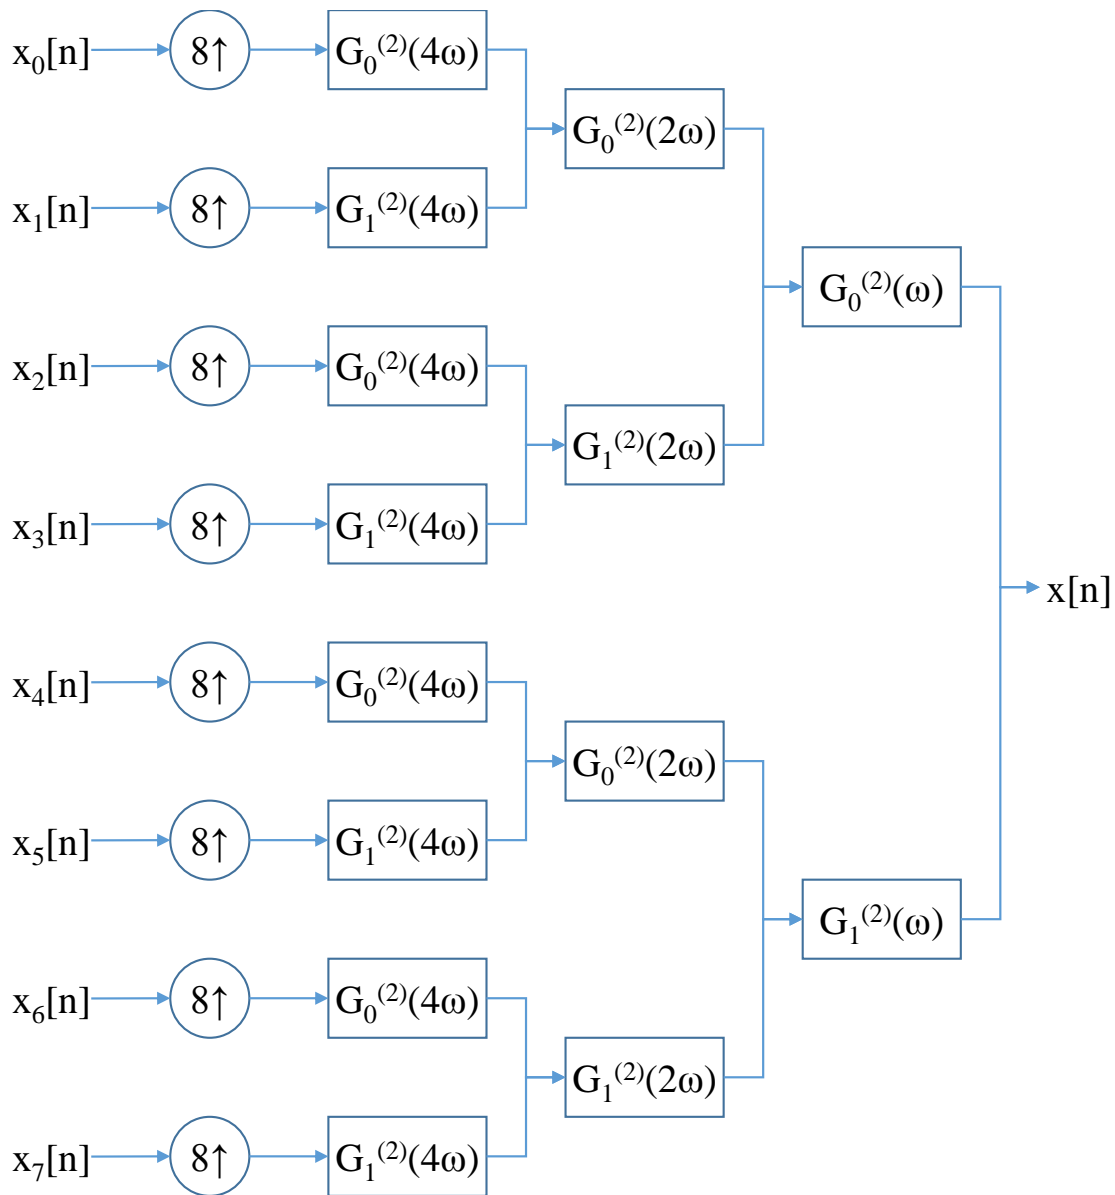 x₀[n] 8↑ G₀⁽²⁾(4ω)
G₀⁽²⁾(2ω)
x₁[n] 8↑ G₁⁽²⁾(4ω)
G₀⁽²⁾(ω)
x₂[n] 8↑ G₀⁽²⁾(4ω)
G₁⁽²⁾(2ω)
x₃[n] 8↑ G₁⁽²⁾(4ω)
x[n]
x₄[n] 8↑ G₀⁽²⁾(4ω)
G₀⁽²⁾(2ω)
x₅[n] 8↑ G₁⁽²⁾(4ω)
G₁⁽²⁾(ω)
x₆[n] 8↑ G₀⁽²⁾(4ω)
G₁⁽²⁾(2ω)
x₇[n] 8↑ G₁⁽²⁾(4ω)